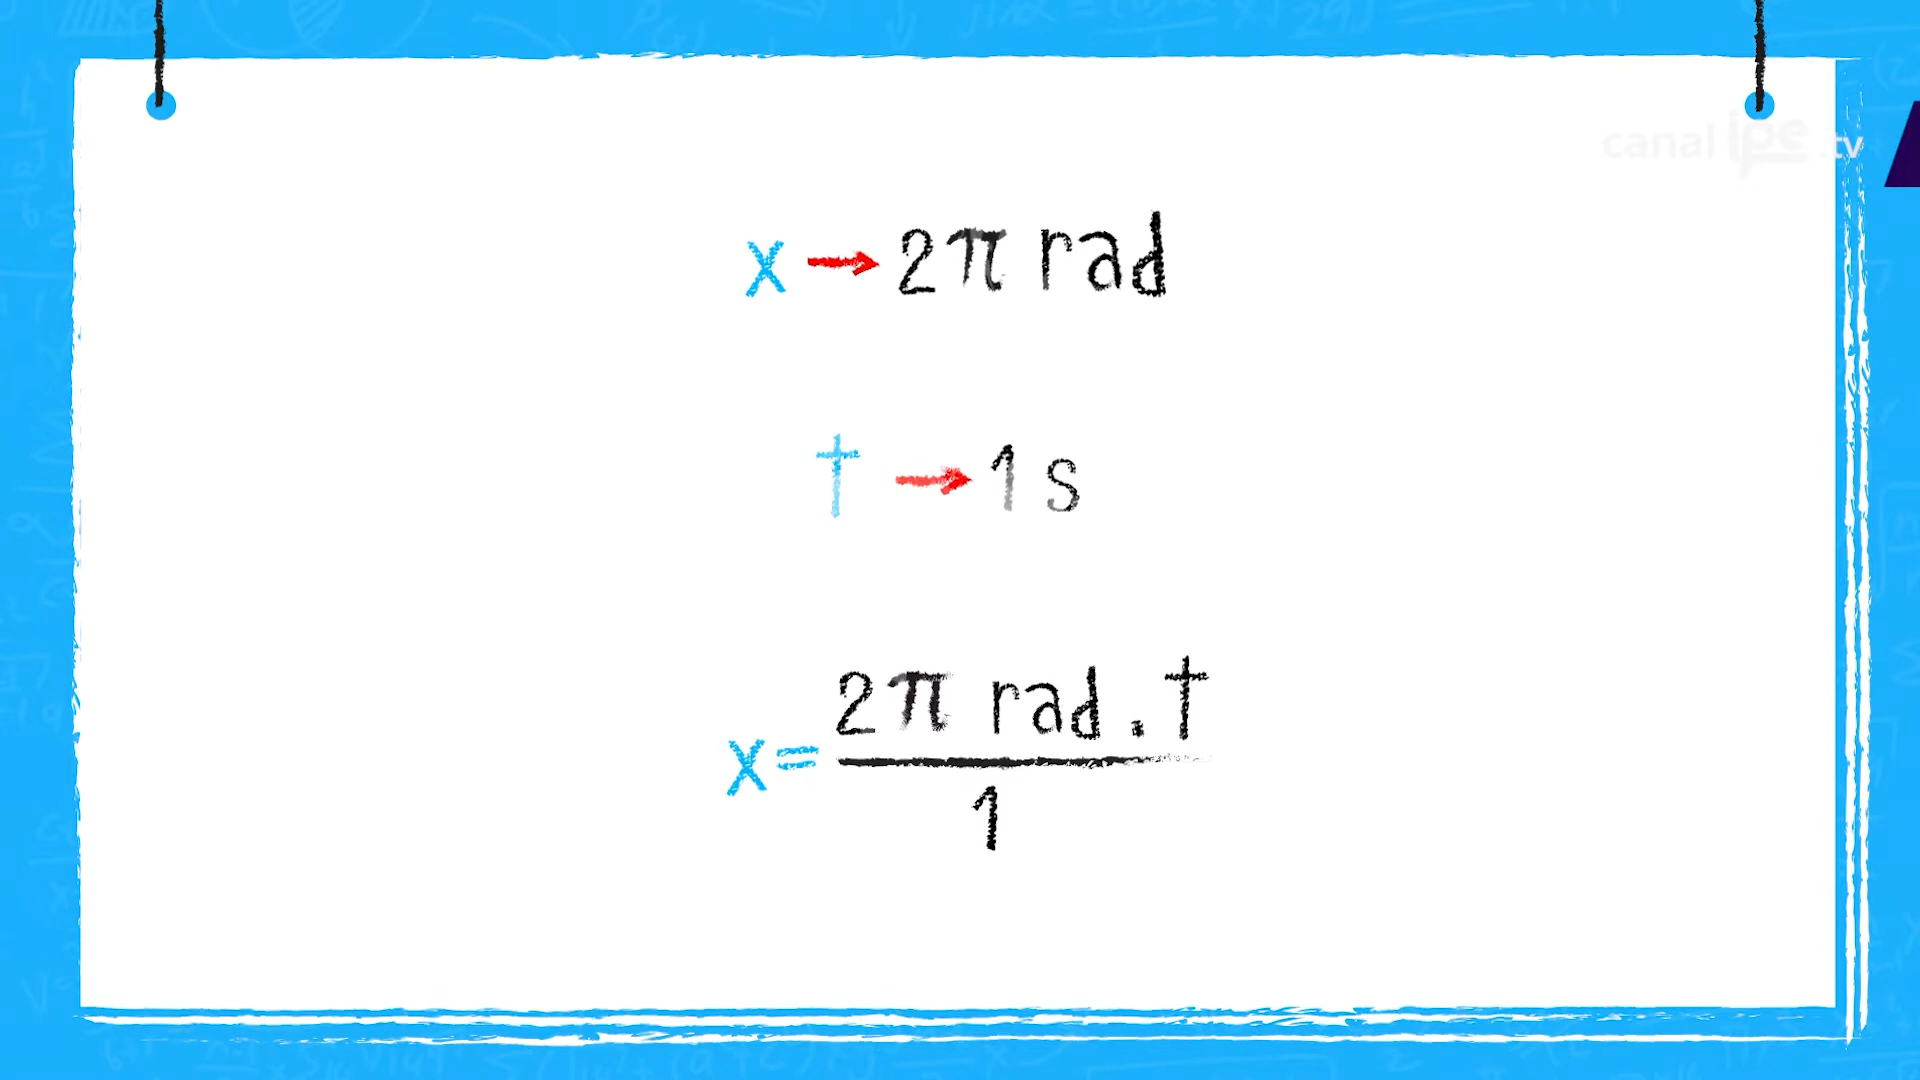 canal ipe.tv
x → 2π rad
t → 1 s
x = 2π rad . t / 1